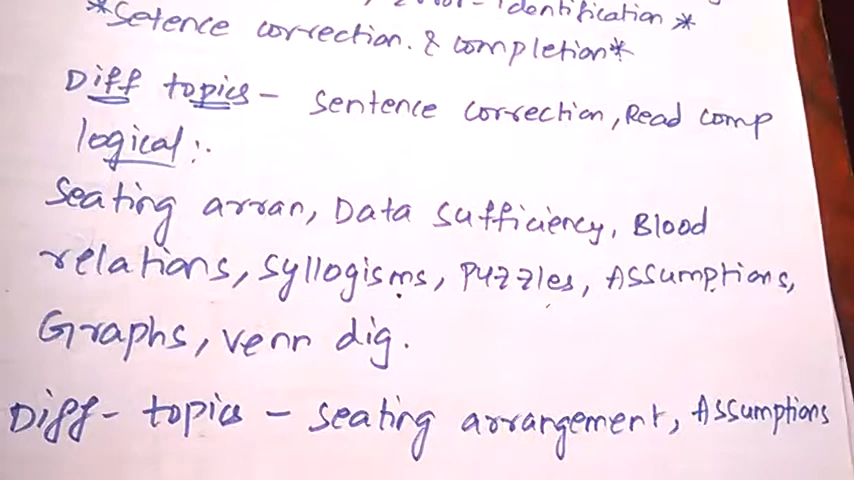 Identification *
*Setence correction. & completion*
Diff topics - Sentence correction, Read comp
logical :.
Seating arran, Data sufficiency, Blood
relations, syllogisms, puzzles, Assumptions,
Graphs, venn dig.
Diff- topics - seating arrangement, Assumptions